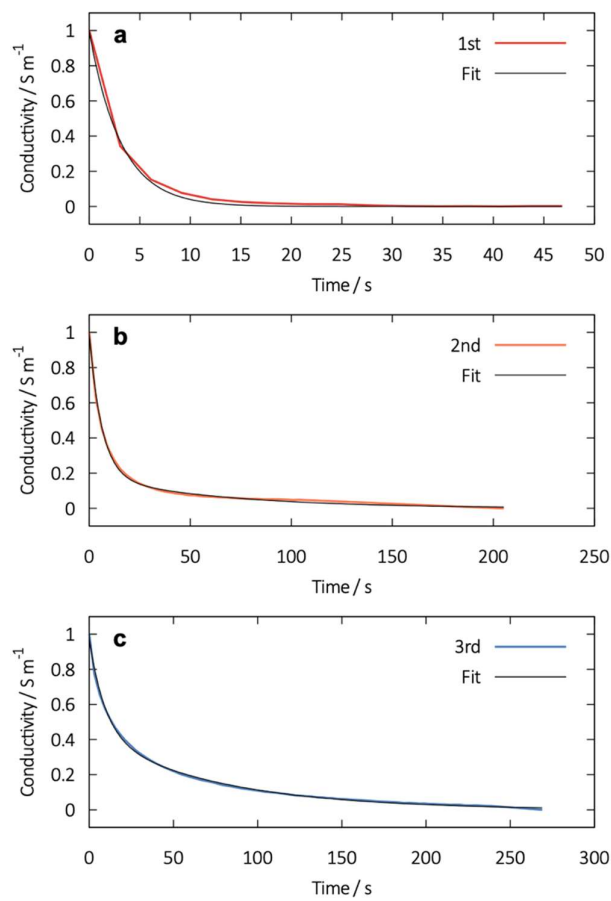 a
1st
Fit
Conductivity / S m⁻¹
1
0.8
0.6
0.4
0.2
0
0 5 10 15 20 25 30 35 40 45 50
Time / s
b
2nd
Fit
Conductivity / S m⁻¹
1
0.8
0.6
0.4
0.2
0
0 50 100 150 200 250
Time / s
c
3rd
Fit
Conductivity / S m⁻¹
1
0.8
0.6
0.4
0.2
0
0 50 100 150 200 250 300
Time / s